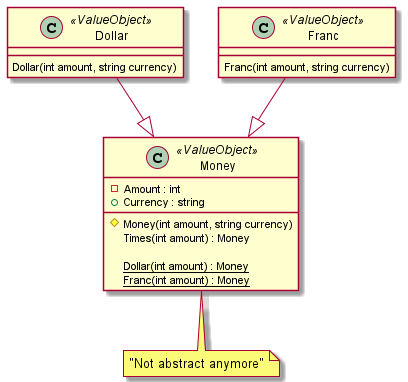 C «ValueObject»
Dollar
Dollar(int amount, string currency)
C «ValueObject»
Franc
Franc(int amount, string currency)
C «ValueObject»
Money
Amount : int
Currency : string
Money(int amount, string currency)
Times(int amount) : Money
Dollar(int amount) : Money
Franc(int amount) : Money
"Not abstract anymore"